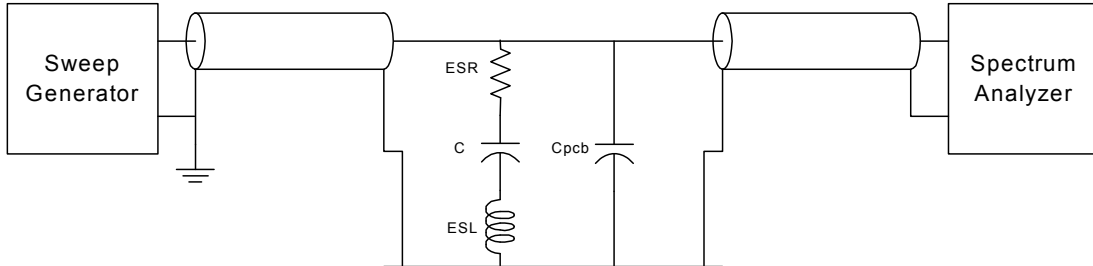 Sweep
Generator
ESR
C
ESL
Cpcb
Spectrum
Analyzer